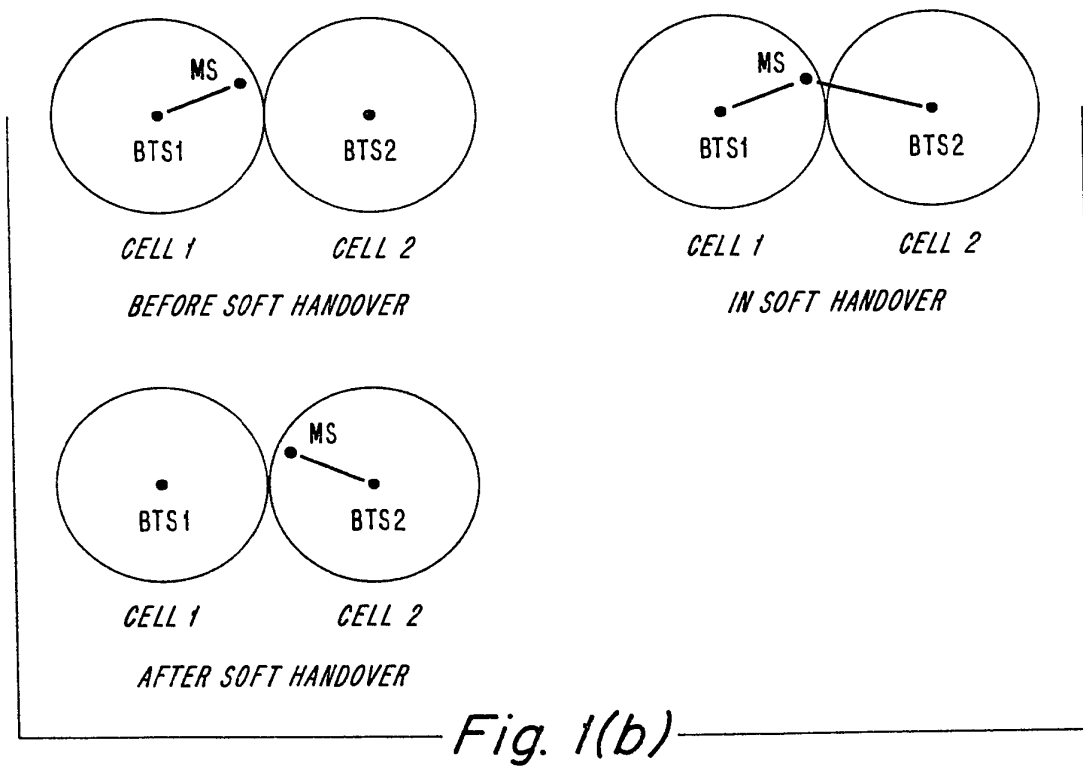 MS
BTS1 BTS2
CELL 1 CELL 2
BEFORE SOFT HANDOVER
MS
BTS1 BTS2
CELL 1 CELL 2
IN SOFT HANDOVER
MS
BTS1 BTS2
CELL 1 CELL 2
AFTER SOFT HANDOVER
Fig. 1(b)